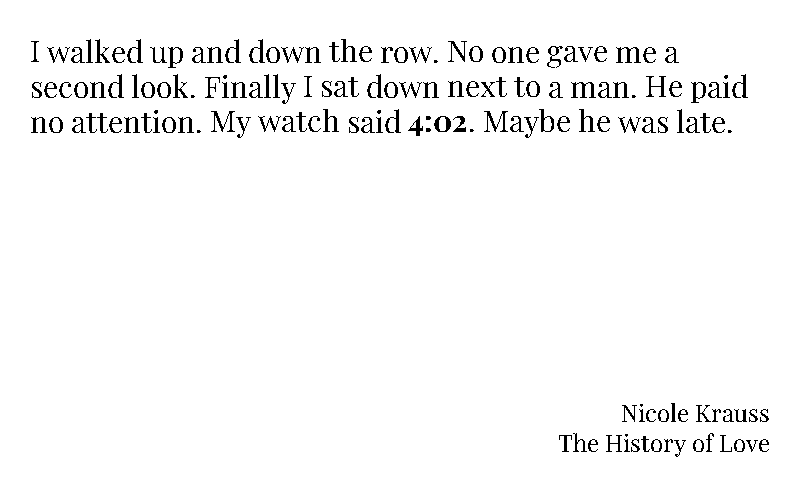 I walked up and down the row. No one gave me a
second look. Finally I sat down next to a man. He paid
no attention. My watch said 4:02. Maybe he was late.
Nicole Krauss
The History of Love